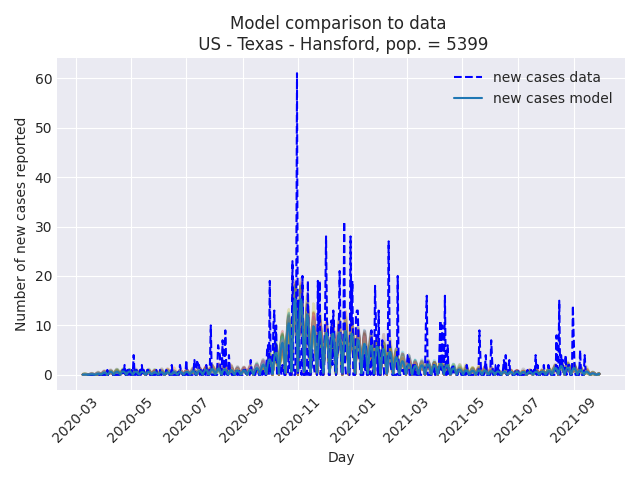 Model comparison to data
US - Texas - Hansford, pop. = 5399
new cases data
new cases model
Number of new cases reported
60
50
40
30
20
10
0
2020-03
2020-05
2020-07
2020-09
2020-11
2021-01
2021-03
2021-05
2021-07
2021-09
Day